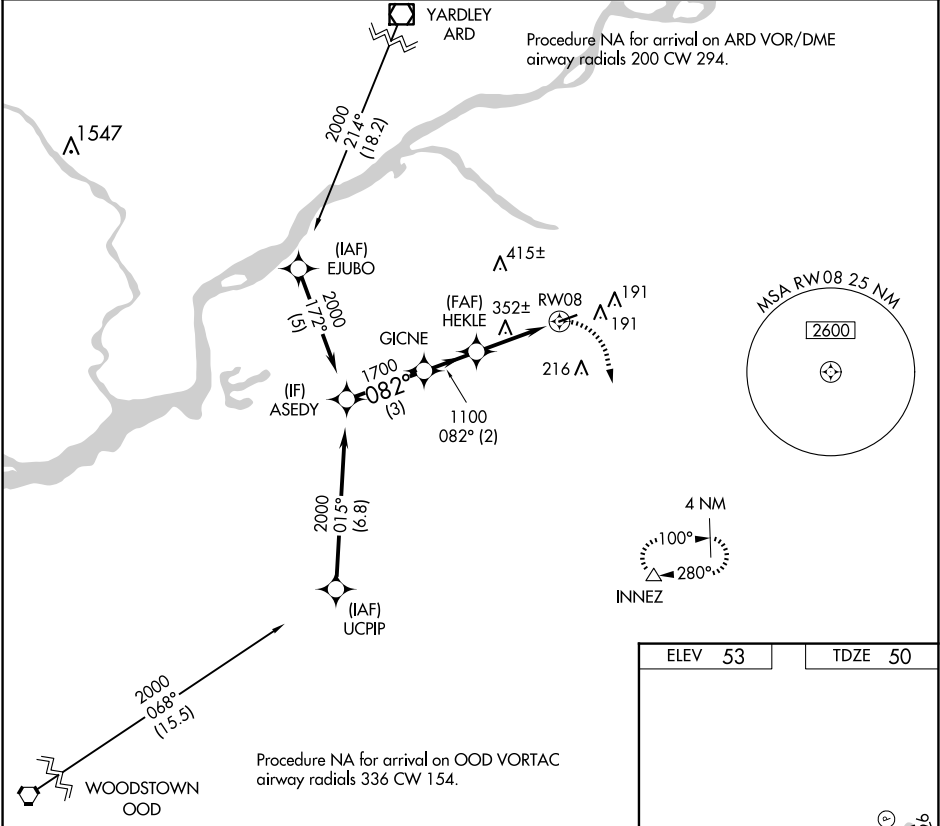 YARDLEY
ARD
Procedure NA for arrival on ARD VOR/DME
airway radials 200 CW 294.
1547
2000
214°
(18.2)
(IAF)
EJUBO
2000
172°
(5)
415±
(FAF)
HEKLE
352±
RW08
191
191
216
GICNE
1700
082°
(3)
1100
082° (2)
(IF)
ASEDY
MSA RW08 25 NM
2600
2000
015°
(6.8)
(IAF)
UCPIP
4 NM
100°
280°
INNEZ
2000
068°
(15.5)
WOODSTOWN
OOD
Procedure NA for arrival on OOD VORTAC
airway radials 336 CW 154.
ELEV 53
TDZE 50
P